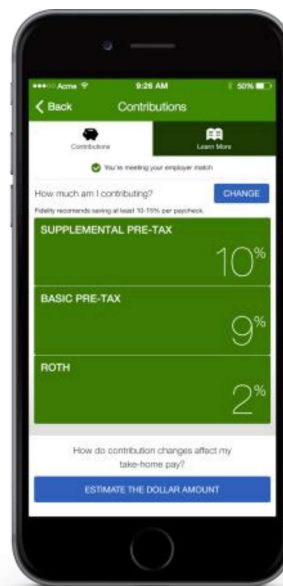 Acme 9:26 AM 50%
Back Contributions
Contributions Learn More
You're meeting your employer match
How much am I contributing? CHANGE
Fidelity recomends saving at least 10-15% per paycheck.
SUPPLEMENTAL PRE-TAX
10%
BASIC PRE-TAX
9%
ROTH
2%
How do contribution changes affect my
take-home pay?
ESTIMATE THE DOLLAR AMOUNT